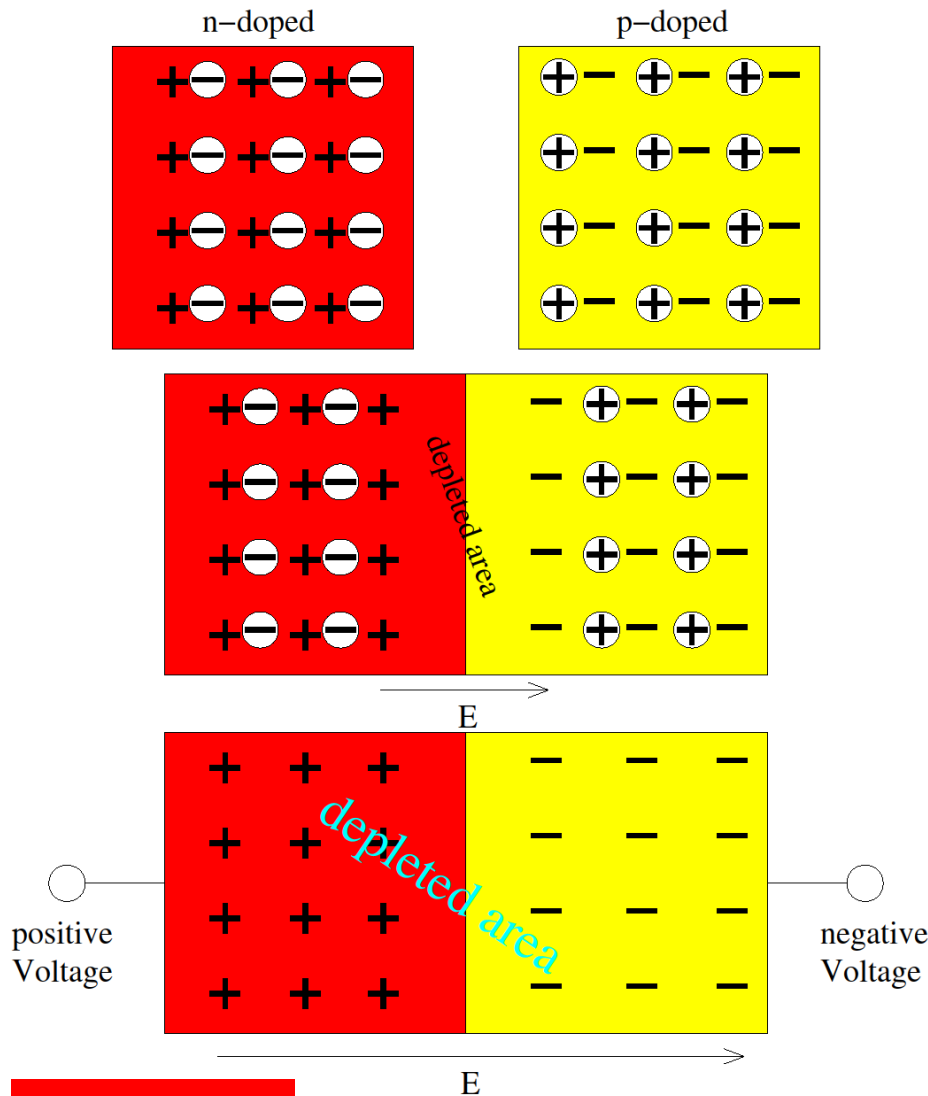 n-doped
p-doped
depleted area
E
depleted area
positive
Voltage
negative
Voltage
E